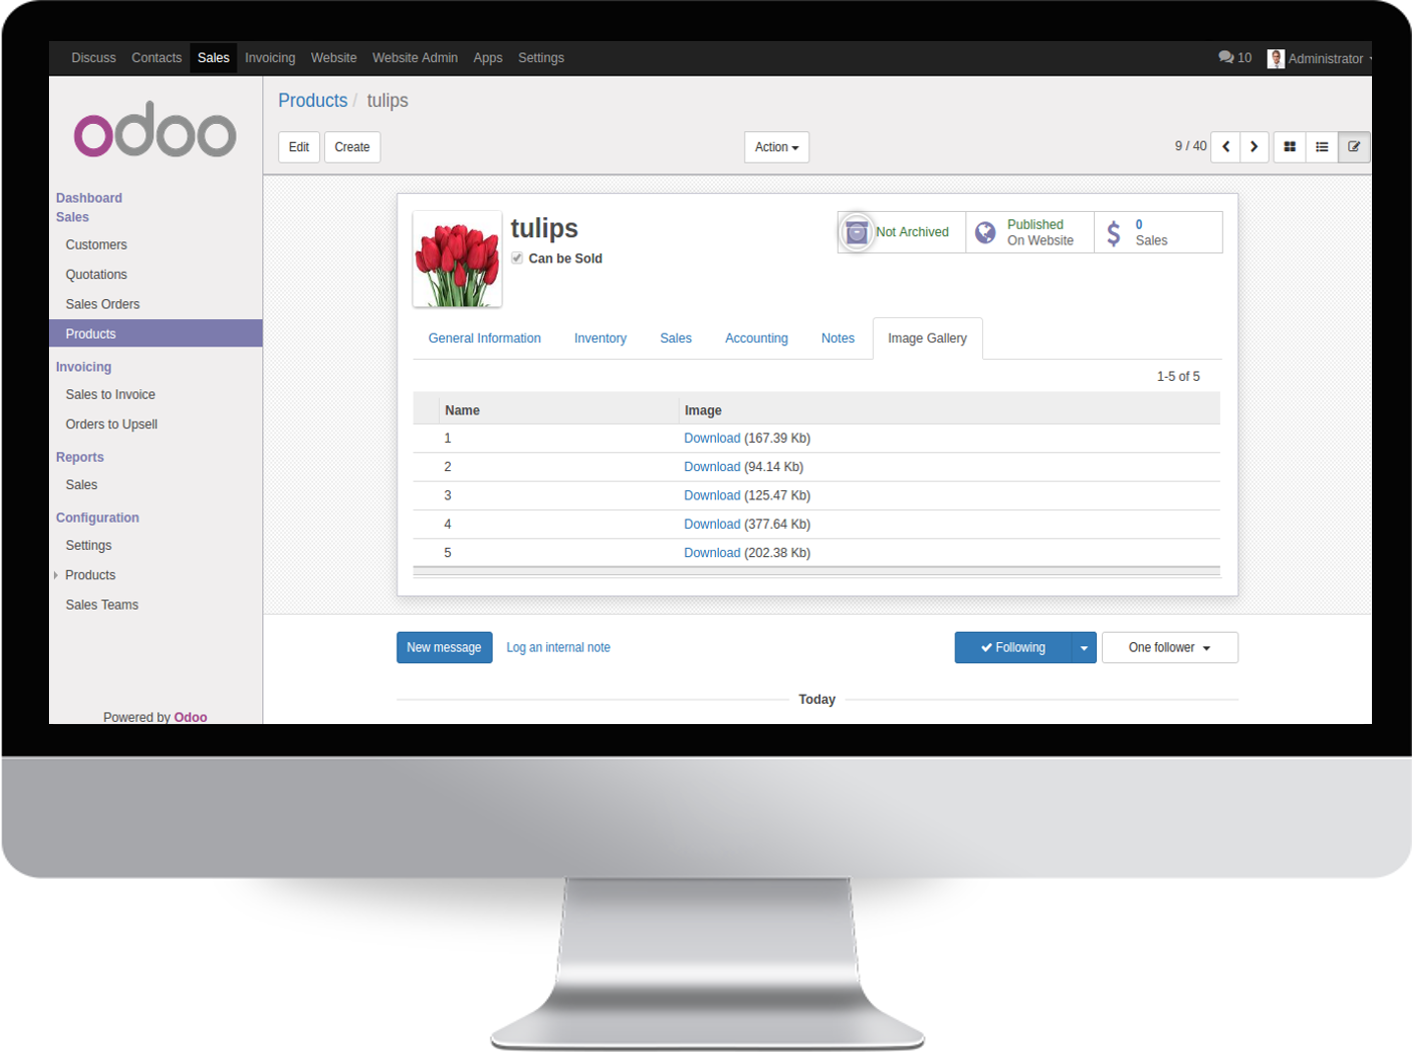 Discuss Contacts Sales Invoicing Website Website Admin Apps Settings 10 Administrator
odoo
Products / tulips
Edit Create Action 9 / 40
Dashboard
Sales
Customers
Quotations
Sales Orders
Products
Invoicing
Sales to Invoice
Orders to Upsell
Reports
Sales
Configuration
Settings
Products
Sales Teams
Powered by Odoo
tulips
Can be Sold
Not Archived
Published
On Website
0
Sales
General Information Inventory Sales Accounting Notes Image Gallery
1-5 of 5
Name Image
1 Download (167.39 Kb)
2 Download (94.14 Kb)
3 Download (125.47 Kb)
4 Download (377.64 Kb)
5 Download (202.38 Kb)
New message Log an internal note Following One follower
Today